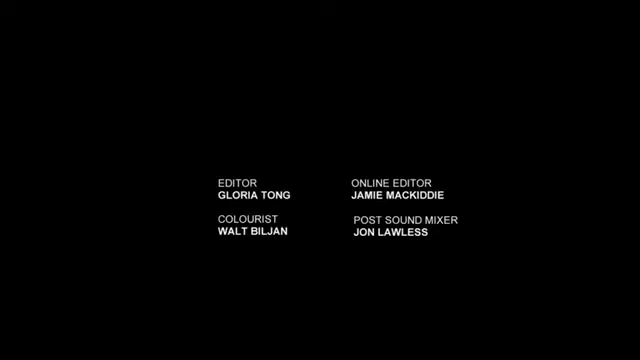 EDITOR
GLORIA TONG
ONLINE EDITOR
JAMIE MACKIDDIE
COLOURIST
WALT BILJAN
POST SOUND MIXER
JON LAWLESS